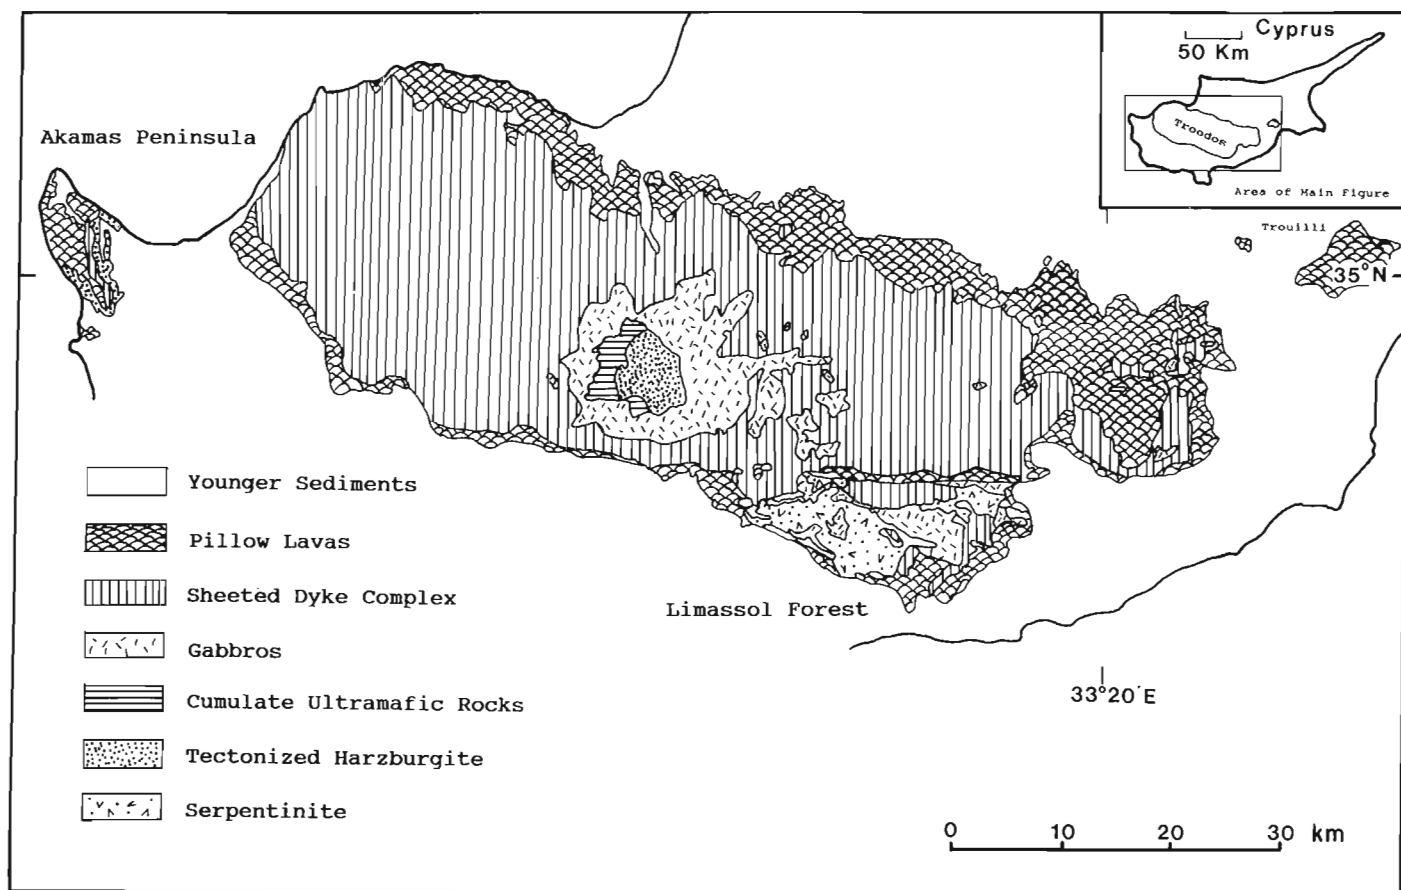 Cyprus
50 Km
Troodos
Area of Main Figure
Akamas Peninsula
Trouilli
35°N
Younger Sediments
Pillow Lavas
Sheeted Dyke Complex
Gabbros
Cumulate Ultramafic Rocks
Tectonized Harzburgite
Serpentinite
Limassol Forest
33°20'E
0 10 20 30 km